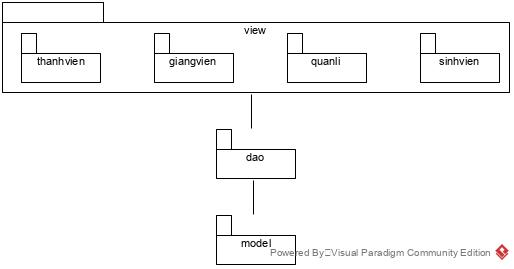 view
thanhvien giangvien quanli sinhvien
dao
model
Powered By Visual Paradigm Community Edition